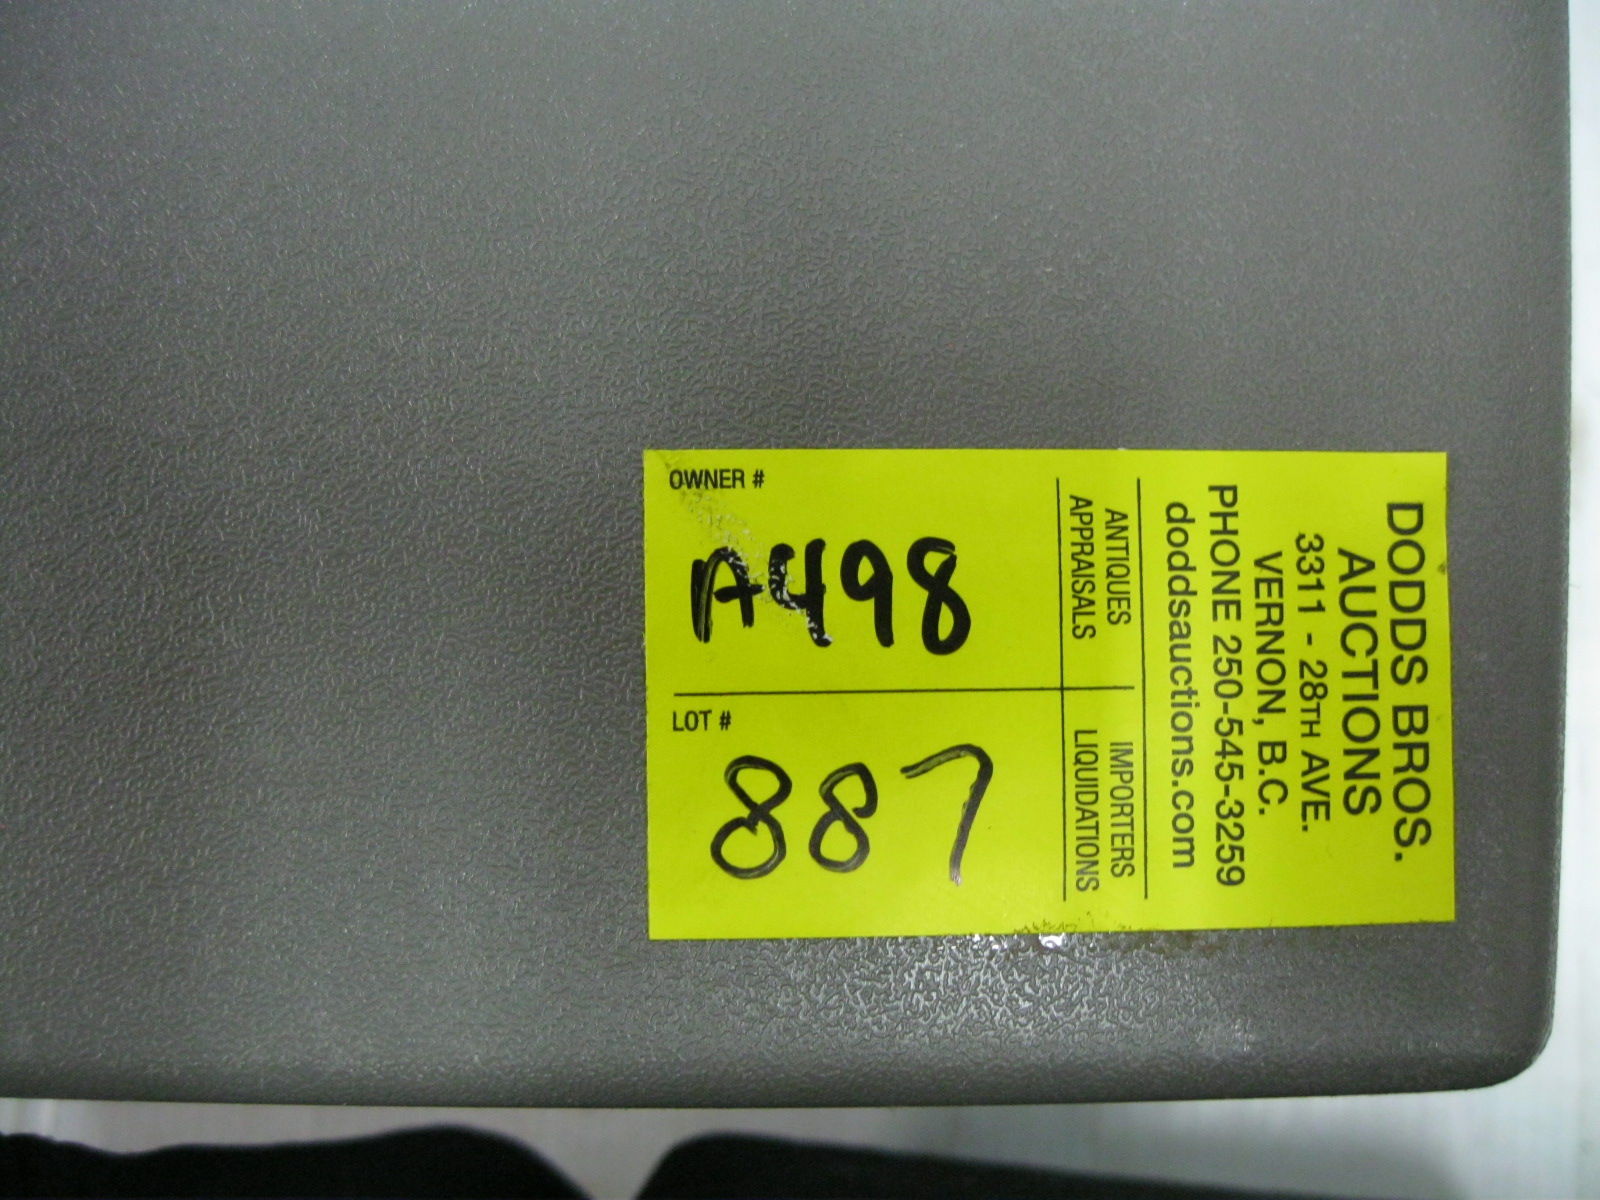 DODDS BROS.
AUCTIONS
3311 - 28TH AVE.
VERNON, B.C.
PHONE 250-545-3259
doddsauctions.com
ANTIQUES
APPRAISALS
IMPORTERS
LIQUIDATIONS
OWNER #
A498
LOT #
887